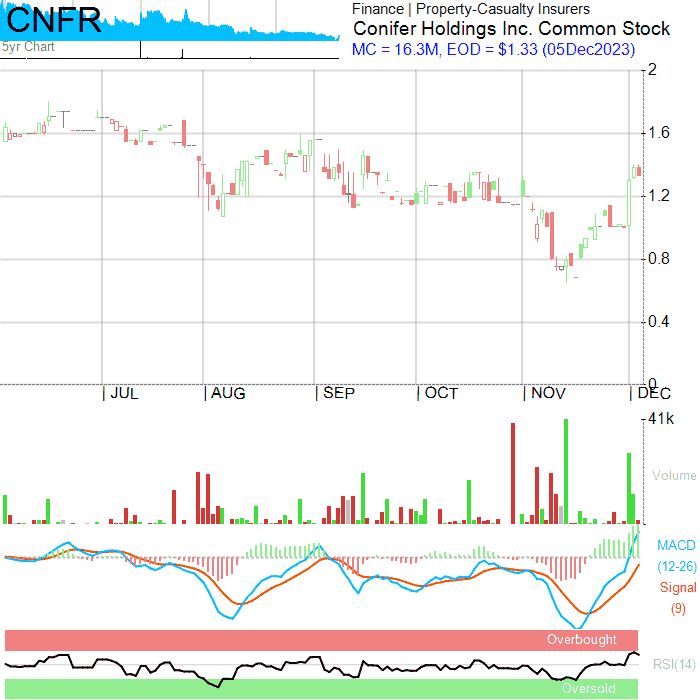 CNFR
Finance | Property-Casualty Insurers
Conifer Holdings Inc. Common Stock
5yr Chart
MC = 16.3M, EOD = $1.33 (05Dec2023)
2
1.6
1.2
0.8
0.4
0
| JUL | AUG | SEP | OCT | NOV | DEC
41k
Volume
MACD
(12-26)
Signal
(9)
Overbought
RSI(14)
Oversold